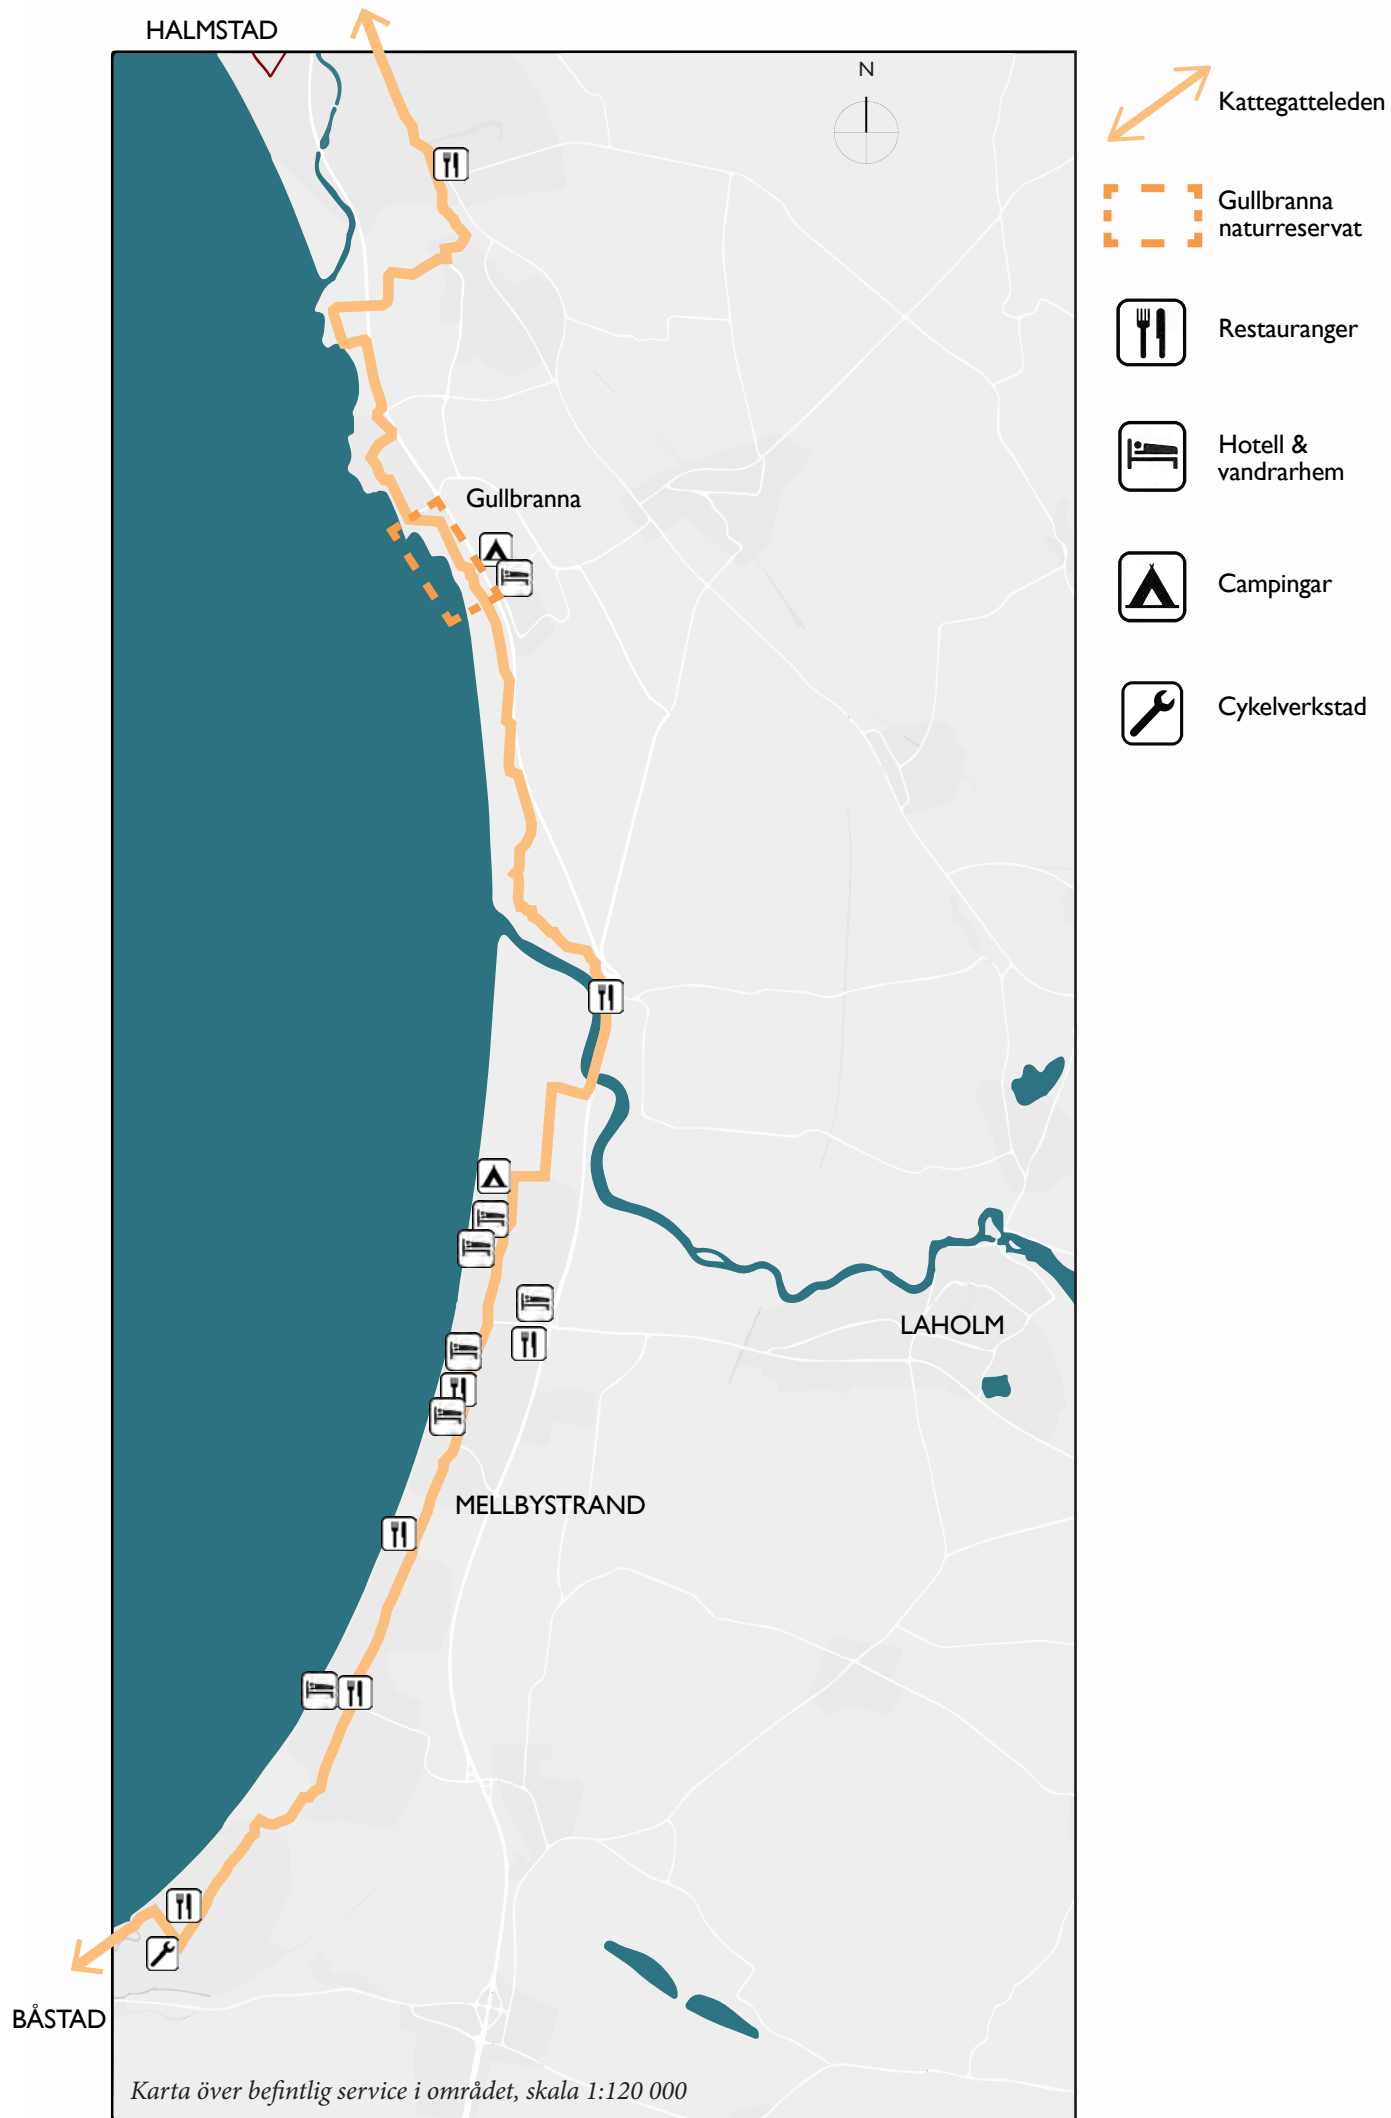 HALMSTAD
N
Kattegatteleden
Gullbranna
naturreservat
Restauranger
Hotell &
vandrarhem
Gullbranna
Campingar
Cykelverkstad
LAHOLM
MELLBYSTRAND
BÅSTAD
Karta över befintlig service i området, skala 1:120 000